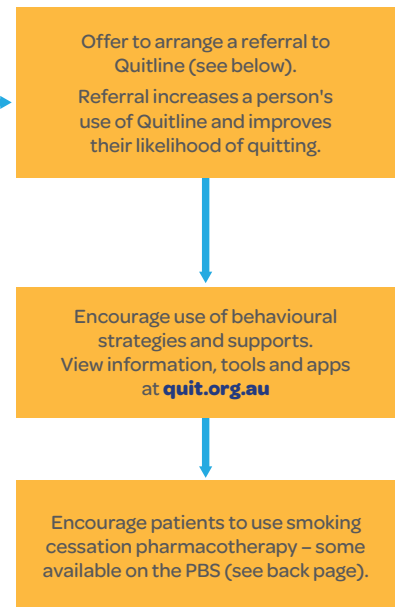 Offer to arrange a referral to
Quitline (see below).
Referral increases a person's
use of Quitline and improves
their likelihood of quitting.
Encourage use of behavioural
strategies and supports.
View information, tools and apps
at quit.org.au
Encourage patients to use smoking
cessation pharmacotherapy – some
available on the PBS (see back page).